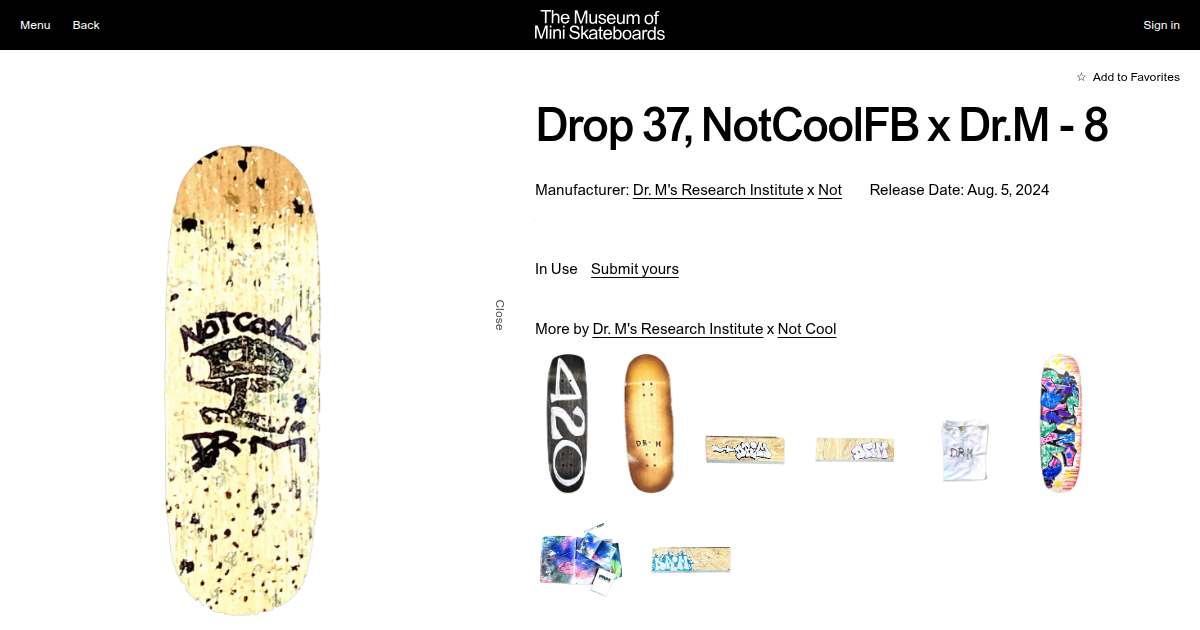 Menu
Back
The Museum of
Mini Skateboards
Sign in
☆ Add to Favorites
Drop 37, NotCoolFB x Dr.M - 8
Manufacturer: Dr. M's Research Institute x Not
Release Date: Aug. 5, 2024
In Use
Submit yours
Close
More by Dr. M's Research Institute x Not Cool
NOTCOOL
DR.M
420
DR. M
DR.M